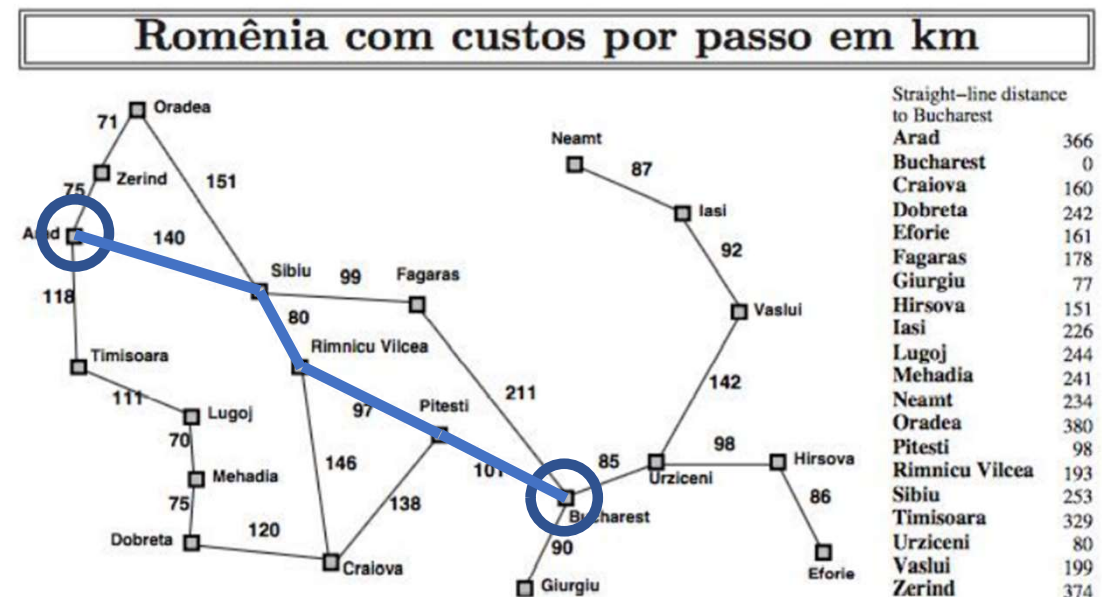 Romênia com custos por passo em km
Oradea
71
Zerind
151
75
Arad
140
Sibiu
99
Fagaras
118
80
Rimnicu Vilcea
Timisoara
111
Lugoj
70
Mehadia
75
Dobreta
120
Craiova
146
97
Pitesti
138
101
211
Bucharest
90
Giurgiu
85
Urziceni
98
Hirsova
86
Eforie
142
Vaslui
92
Iasi
87
Neamt
Straight–line distance
to Bucharest
Arad 366
Bucharest 0
Craiova 160
Dobreta 242
Eforie 161
Fagaras 178
Giurgiu 77
Hirsova 151
Iasi 226
Lugoj 244
Mehadia 241
Neamt 234
Oradea 380
Pitesti 98
Rimnicu Vilcea 193
Sibiu 253
Timisoara 329
Urziceni 80
Vaslui 199
Zerind 374